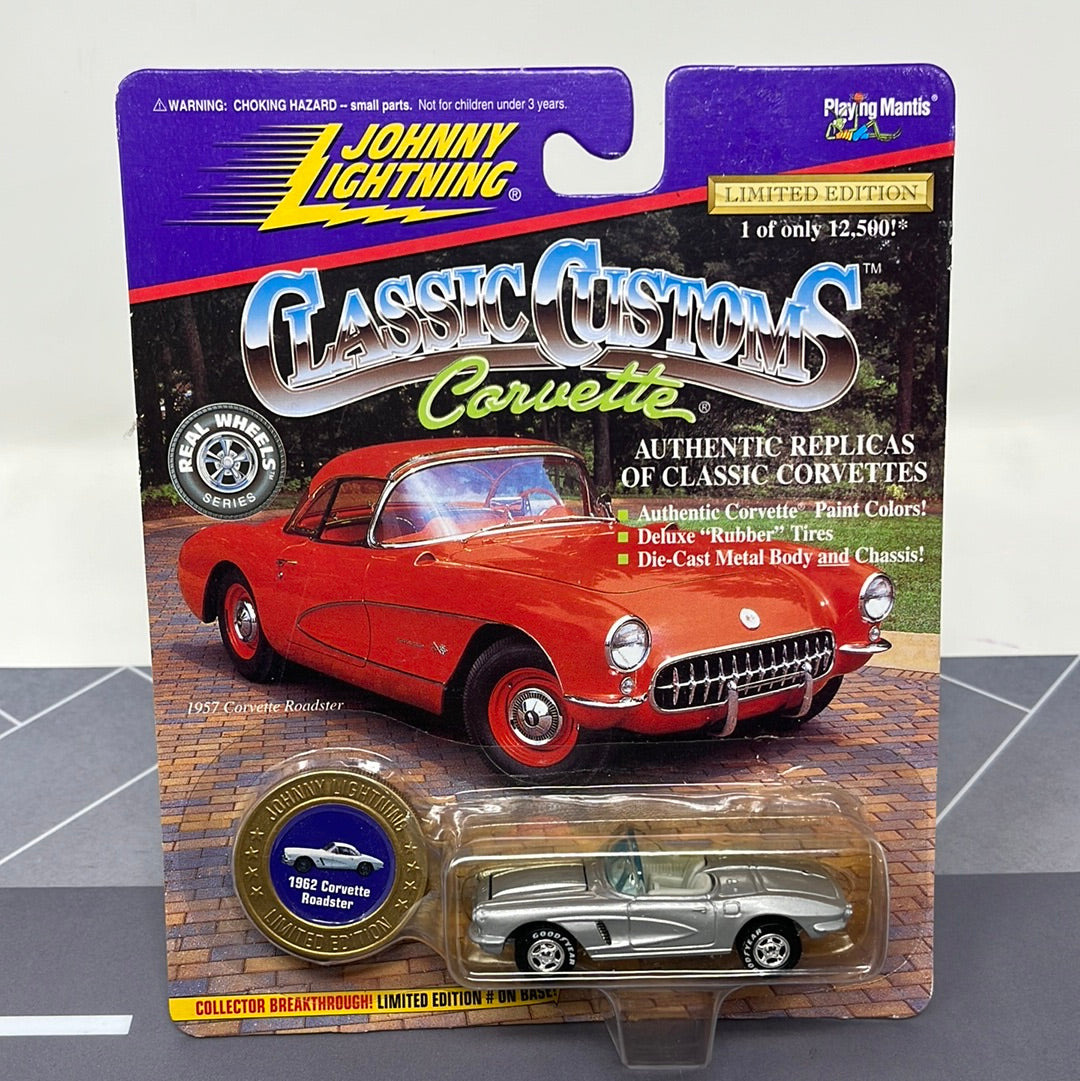 ⚠ WARNING: CHOKING HAZARD – small parts. Not for children under 3 years.
Playing Mantis®
JOHNNY
LIGHTNING®
LIMITED EDITION
1 of only 12,500!*
CLASSIC CUSTOMS™
Corvette®
REAL WHEELS™
SERIES
AUTHENTIC REPLICAS
OF CLASSIC CORVETTES
Authentic Corvette® Paint Colors!
Deluxe “Rubber” Tires
Die-Cast Metal Body and Chassis!
1957 Corvette Roadster
JOHNNY LIGHTNING
1962 Corvette
Roadster
LIMITED EDITION
GOODYEAR
GOODYEAR
COLLECTOR BREAKTHROUGH! LIMITED EDITION # ON BASE!